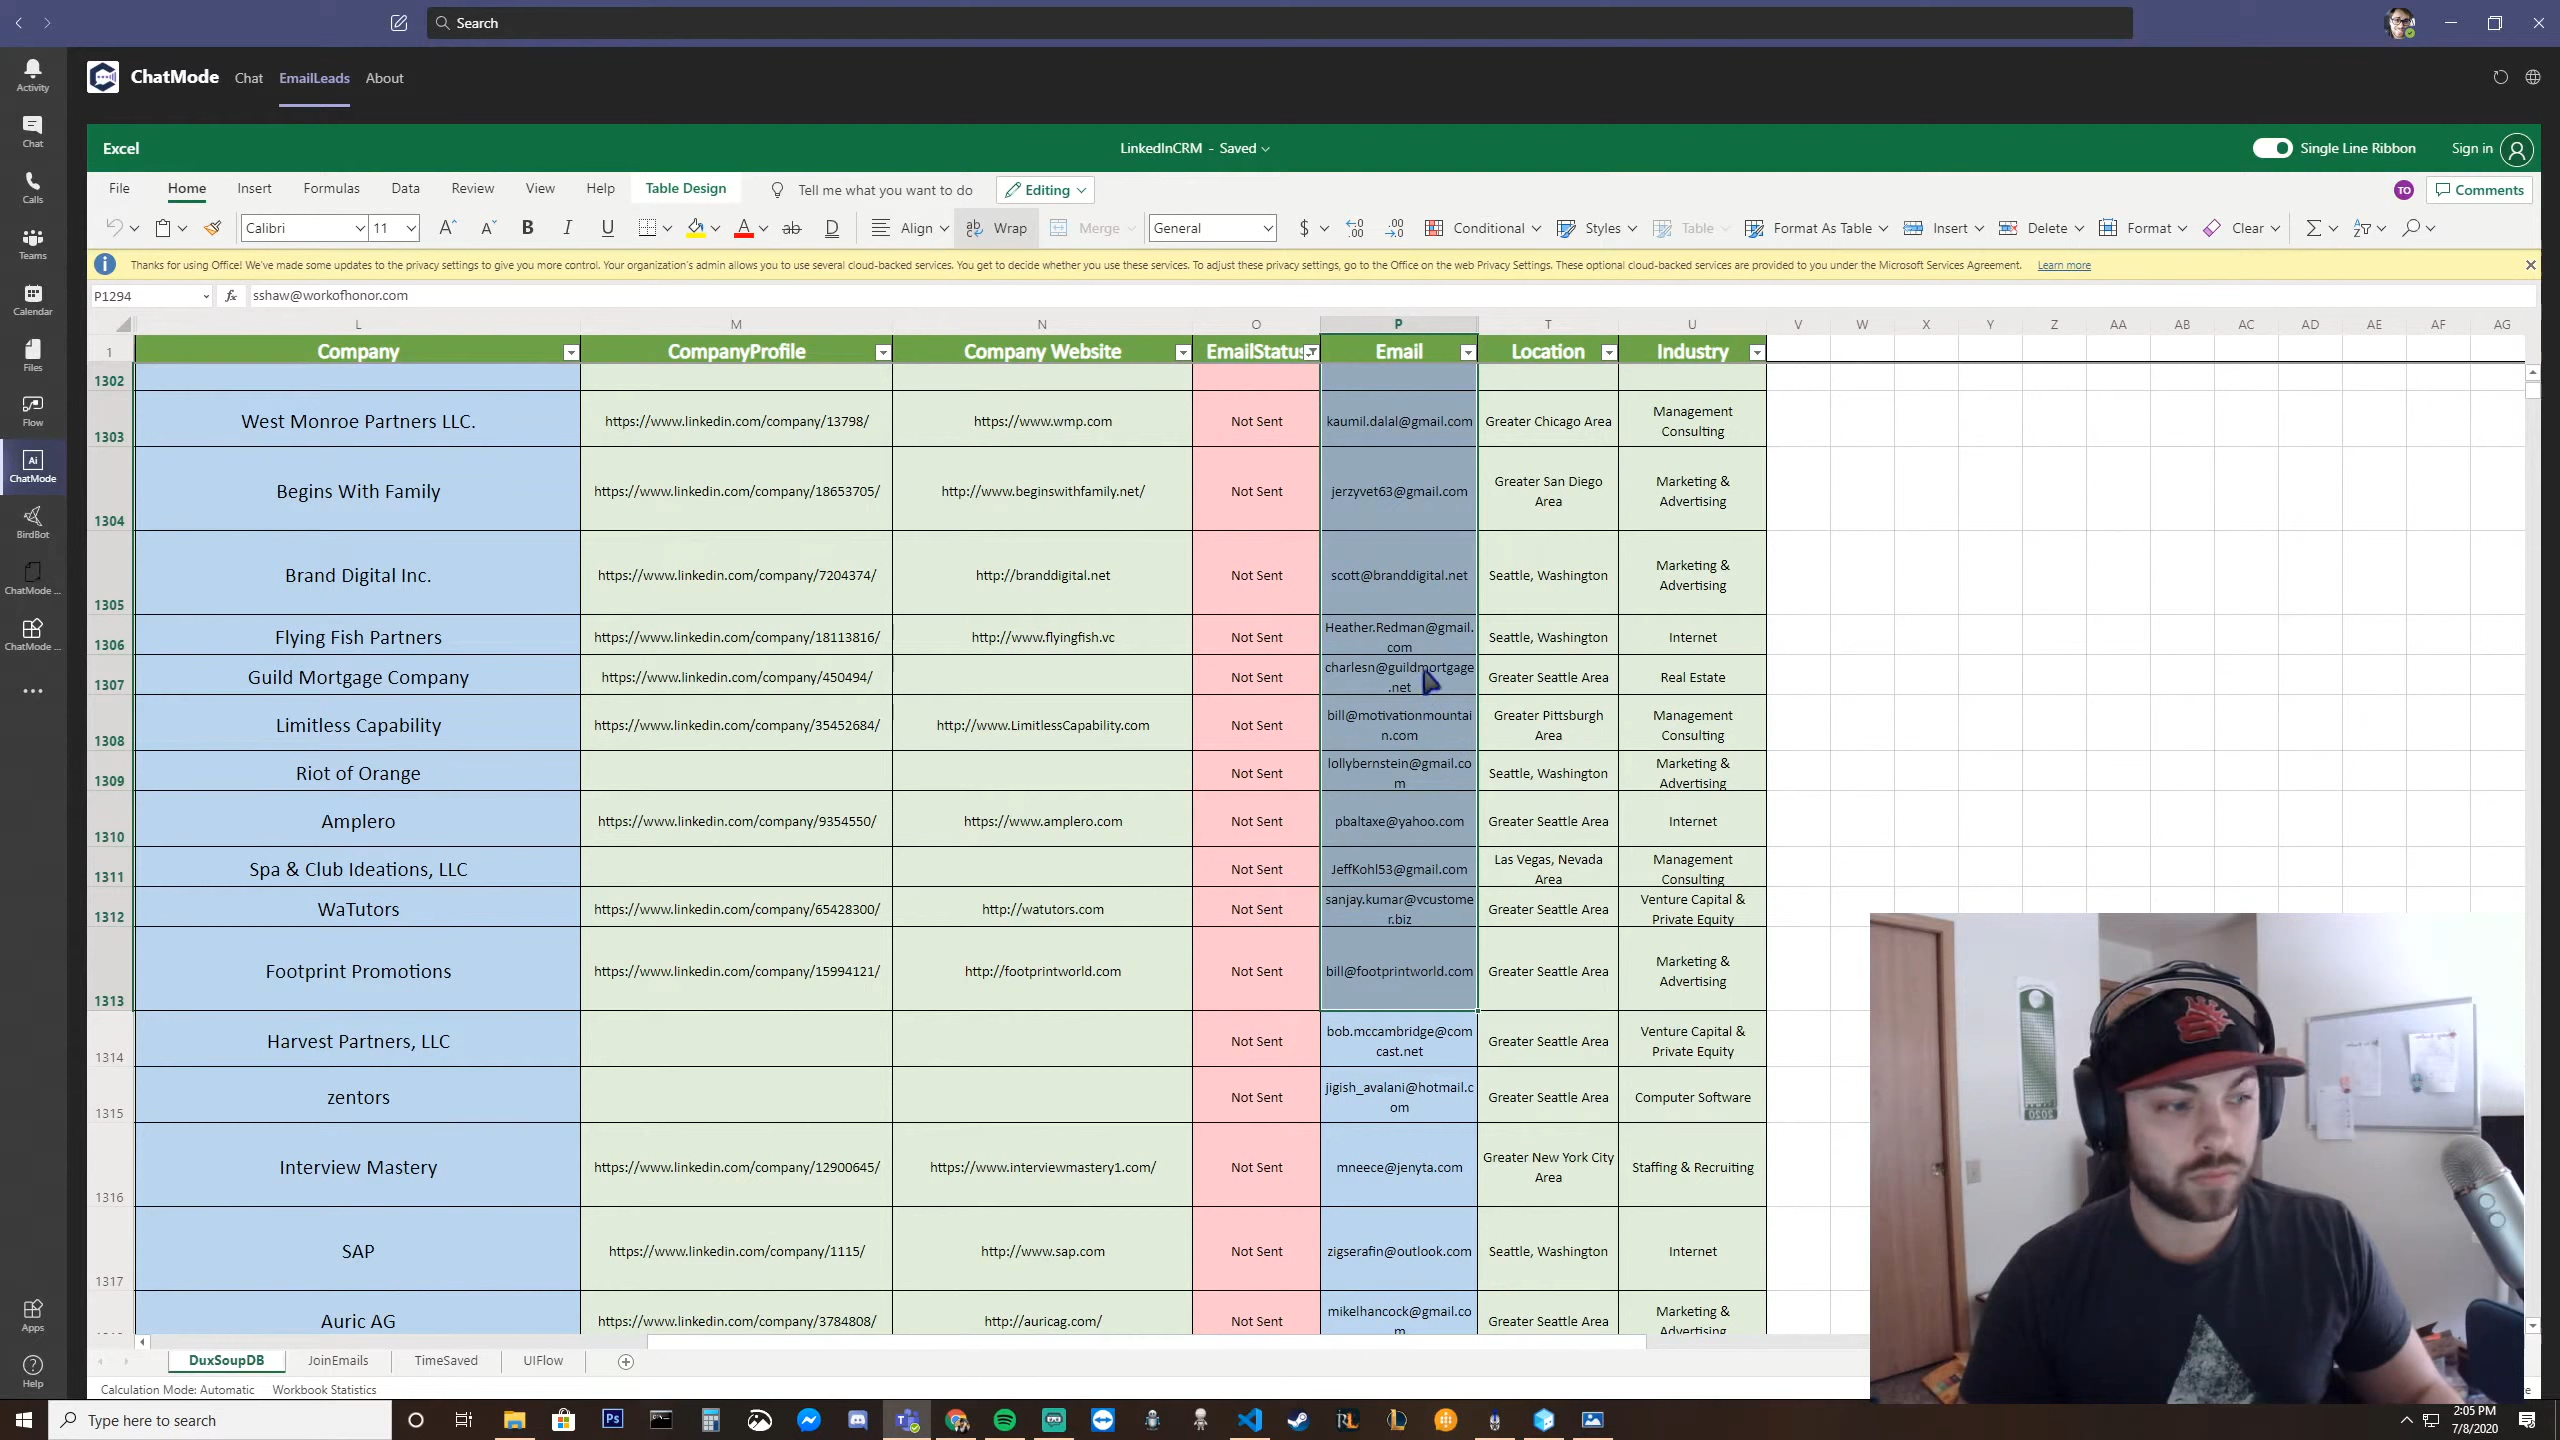 Search
Activity
Chat
Calls
Teams
Calendar
Files
Flow
Ai
ChatMode
BirdBot
ChatMode ...
ChatMode ...
Apps
Help
ChatMode Chat EmailLeads About
Excel LinkedInCRM - Saved Single Line Ribbon Sign in
File Home Insert Formulas Data Review View Help Table Design Tell me what you want to do Editing TO Comments
Calibri 11 A A B I U A ab D Align Wrap Merge General $ .00 .00 Conditional Styles Table Format As Table Insert Delete Format Clear
Thanks for using Office! We've made some updates to the privacy settings to give you more control. Your organization's admin allows you to use several cloud-backed services. You get to decide whether you use these services. To adjust these privacy settings, go to the Office on the web Privacy Settings. These optional cloud-backed services are provided to you under the Microsoft Services Agreement. Learn more
P1294 fx sshaw@workofhonor.com
L M N O P T U V W X Y Z AA AB AC AD AE AF AG
1 Company CompanyProfile Company Website EmailStatus Email Location Industry
1302
1303 West Monroe Partners LLC. https://www.linkedin.com/company/13798/ https://www.wmp.com Not Sent kaumil.dalal@gmail.com Greater Chicago Area Management
Consulting
1304 Begins With Family https://www.linkedin.com/company/18653705/ http://www.beginswithfamily.net/ Not Sent jerzyvet63@gmail.com Greater San Diego
Area Marketing &
Advertising
1305 Brand Digital Inc. https://www.linkedin.com/company/7204374/ http://branddigital.net Not Sent scott@branddigital.net Seattle, Washington Marketing &
Advertising
1306 Flying Fish Partners https://www.linkedin.com/company/18113816/ http://www.flyingfish.vc Not Sent Heather.Redman@gmail.
com Seattle, Washington Internet
1307 Guild Mortgage Company https://www.linkedin.com/company/450494/ Not Sent charlesn@guildmortgage
.net Greater Seattle Area Real Estate
1308 Limitless Capability https://www.linkedin.com/company/35452684/ http://www.LimitlessCapability.com Not Sent bill@motivationmountai
n.com Greater Pittsburgh
Area Management
Consulting
1309 Riot of Orange Not Sent lollybernstein@gmail.co
m Seattle, Washington Marketing &
Advertising
1310 Amplero https://www.linkedin.com/company/9354550/ https://www.amplero.com Not Sent pbaltaxe@yahoo.com Greater Seattle Area Internet
1311 Spa & Club Ideations, LLC Not Sent JeffKohl53@gmail.com Las Vegas, Nevada
Area Management
Consulting
1312 WaTutors https://www.linkedin.com/company/65428300/ http://watutors.com Not Sent sanjay.kumar@vcustome
r.biz Greater Seattle Area Venture Capital &
Private Equity
1313 Footprint Promotions https://www.linkedin.com/company/15994121/ http://footprintworld.com Not Sent bill@footprintworld.com Greater Seattle Area Marketing &
Advertising
1314 Harvest Partners, LLC Not Sent bob.mccambridge@com
cast.net Greater Seattle Area Venture Capital &
Private Equity
1315 zentors Not Sent jigish_avalani@hotmail.c
om Greater Seattle Area Computer Software
1316 Interview Mastery https://www.linkedin.com/company/12900645/ https://www.interviewmastery1.com/ Not Sent mneece@jenyta.com Greater New York City
Area Staffing & Recruiting
1317 SAP https://www.linkedin.com/company/1115/ http://www.sap.com Not Sent zigserafin@outlook.com Seattle, Washington Internet
Auric AG https://www.linkedin.com/company/3784808/ http://auricag.com/ Not Sent mikelhancock@gmail.co
m Greater Seattle Area Marketing &
Advertising
DuxSoupDB JoinEmails TimeSaved UIFlow
Calculation Mode: Automatic Workbook Statistics
2020
Type here to search
Ps
RL
2:05 PM
7/8/2020